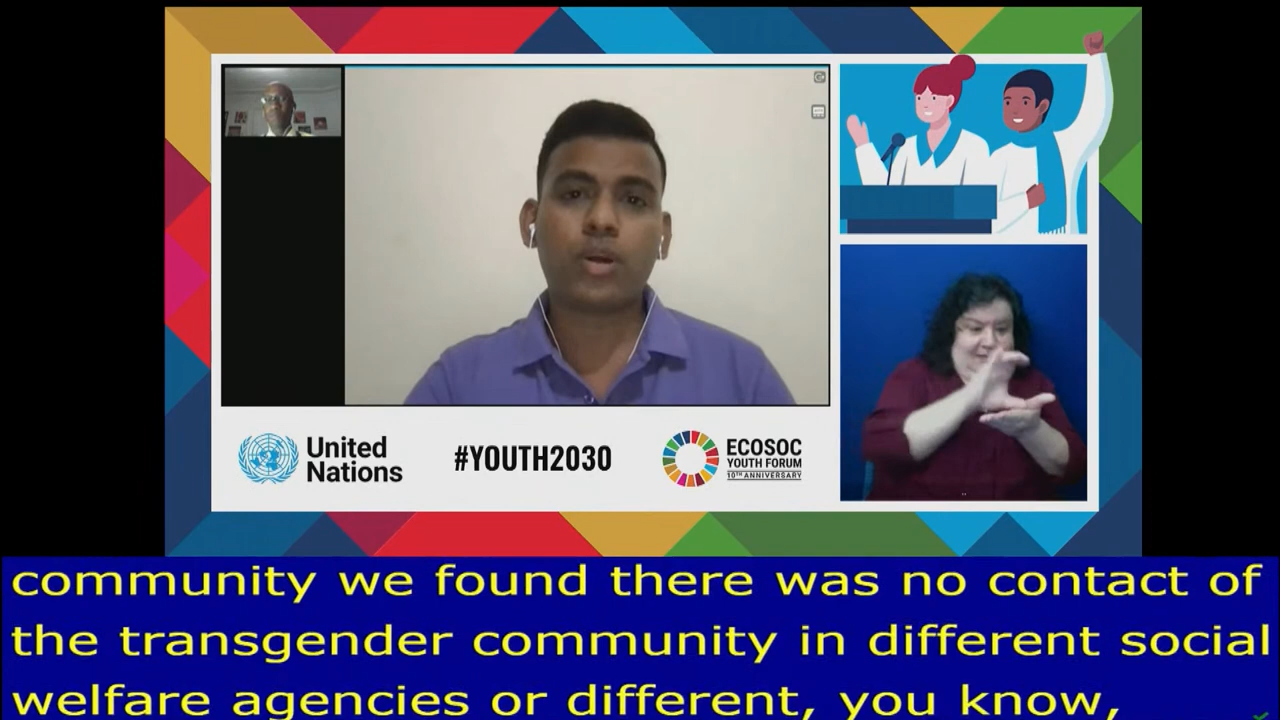 United
Nations
#YOUTH2030
ECOSOC
YOUTH FORUM
10TH ANNIVERSARY
community we found there was no contact of
the transgender community in different social
welfare agencies or different, you know,